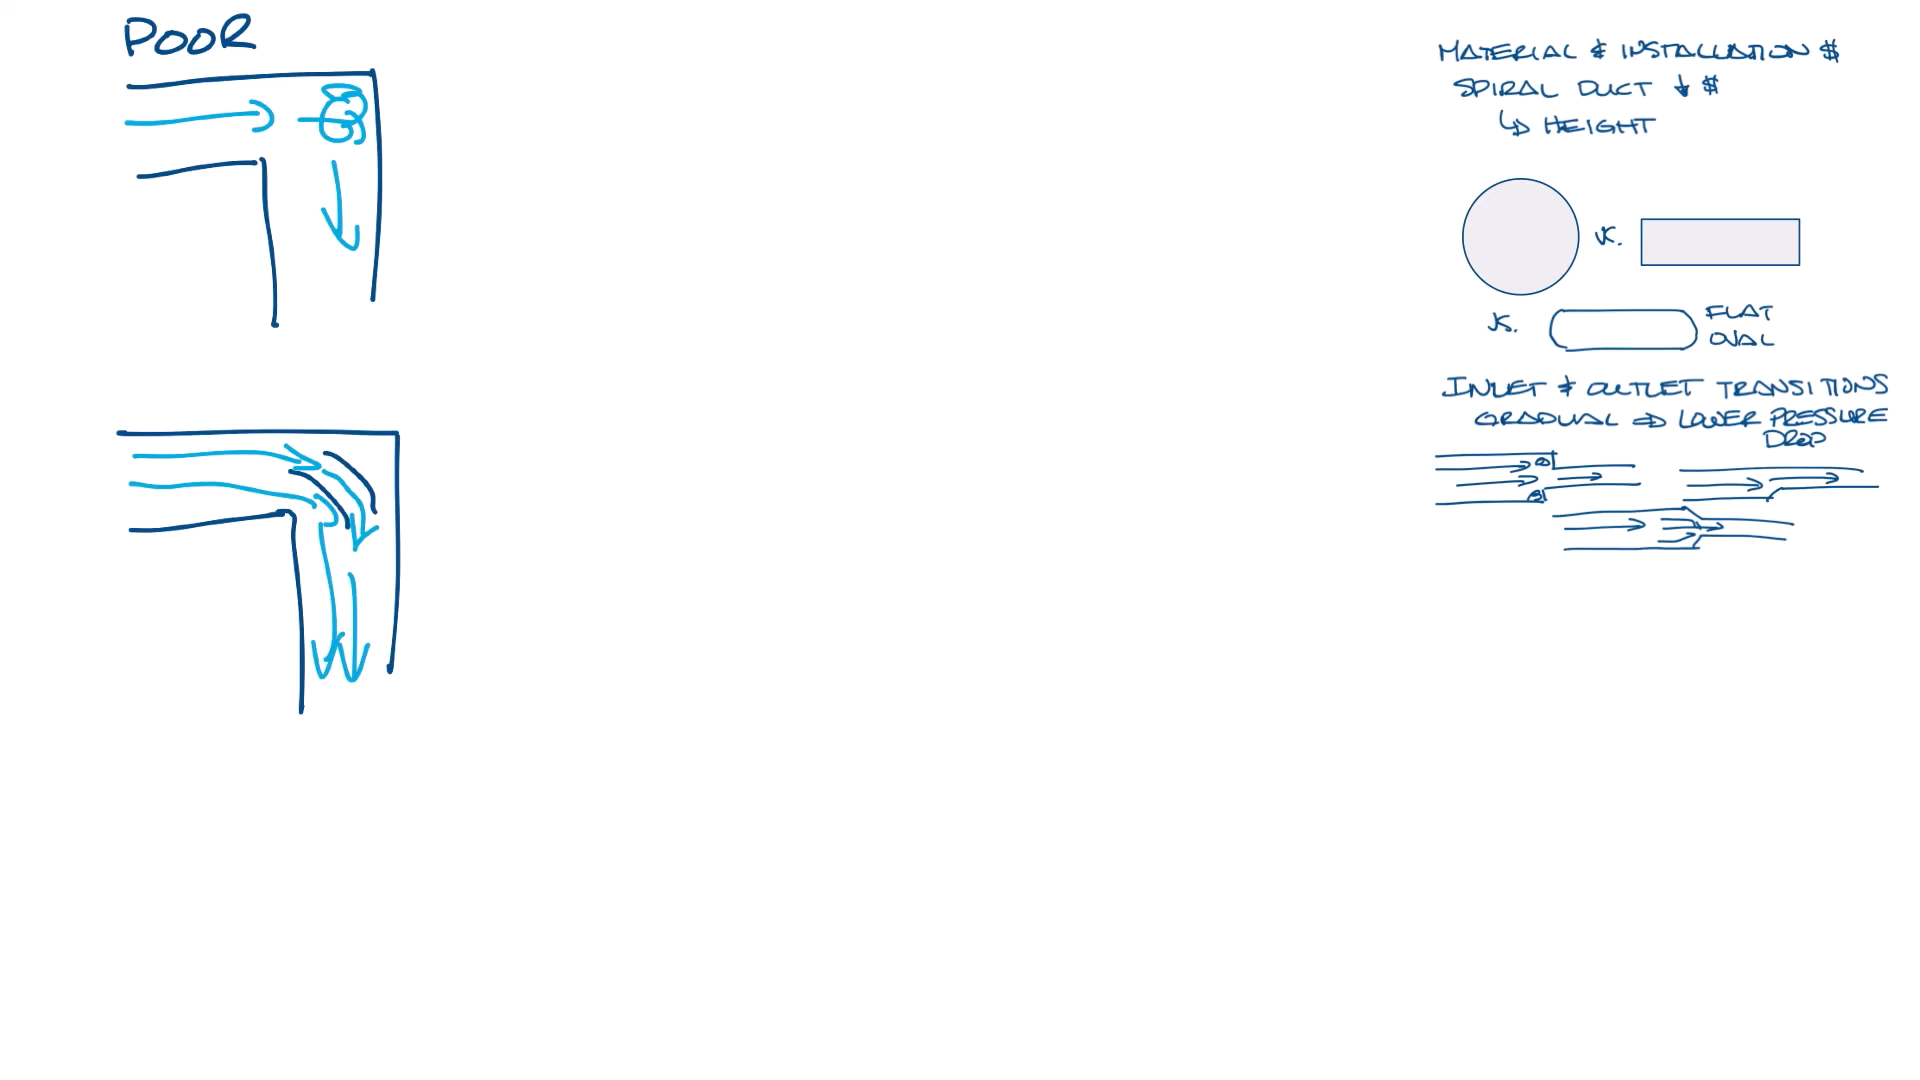 POOR
MATERIAL & INSTALLATION $
SPIRAL DUCT ↓ $
↳ HEIGHT
VS.
VS.
FLAT
OVAL
INLET & OUTLET TRANSITIONS
GRADUAL ⇒ LOWER PRESSURE
DROP